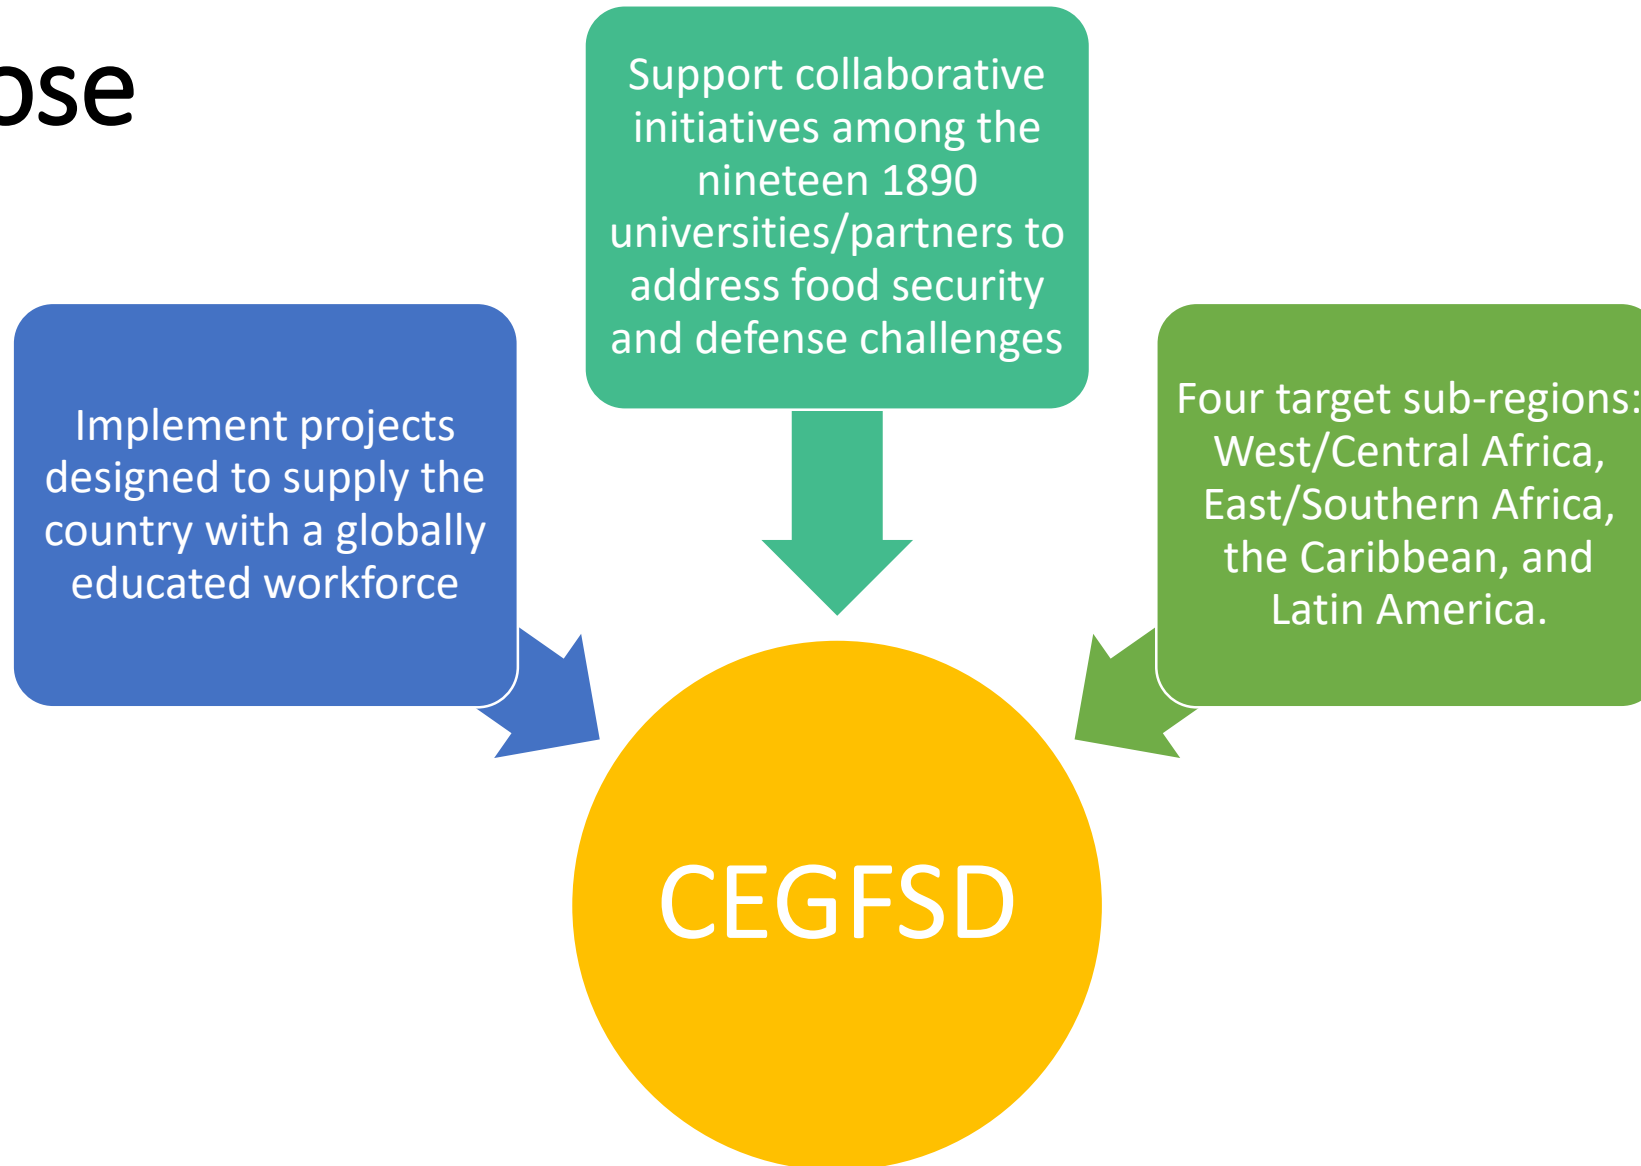 ose
Support collaborative
initiatives among the
nineteen 1890
universities/partners to
address food security
and defense challenges
Implement projects
designed to supply the
country with a globally
educated workforce
Four target sub-regions:
West/Central Africa,
East/Southern Africa,
the Caribbean, and
Latin America.
CEGFSD